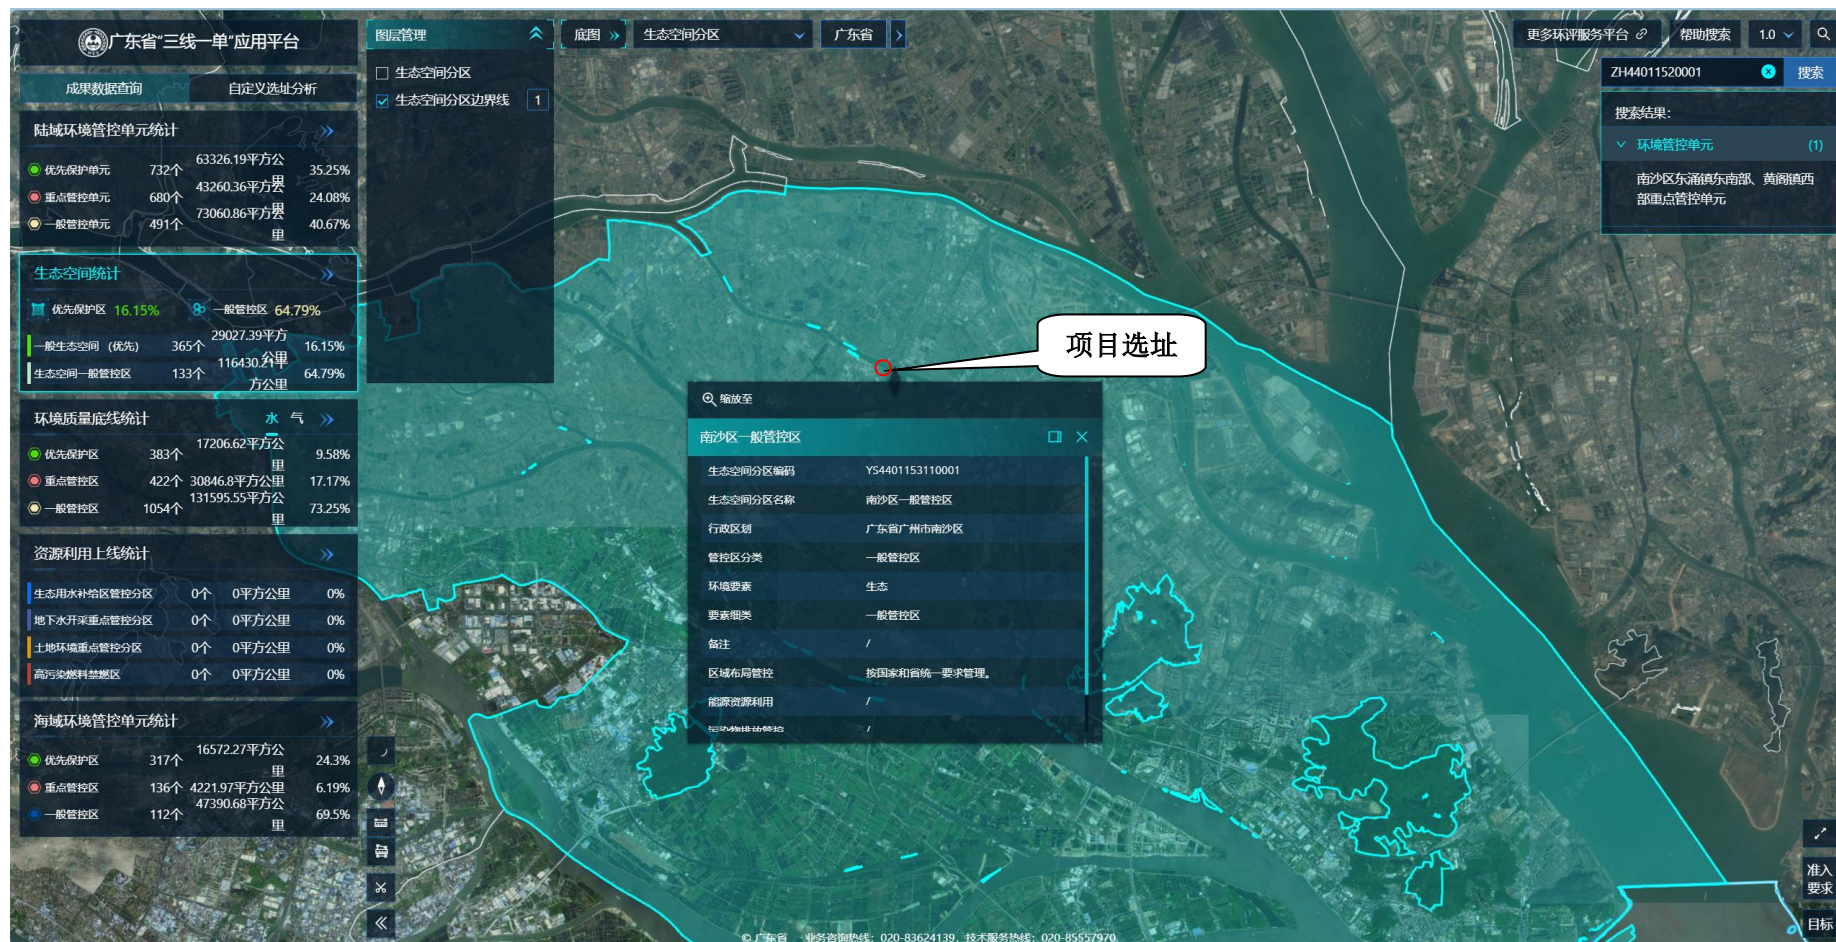 广东省“三线一单”应用平台
成果数据查询 自定义选址分析
陆域环境管控单元统计
优先保护单元 732个 63326.19平方公里 35.25%
重点管控单元 680个 43260.36平方公里 24.08%
一般管控单元 491个 73060.86平方公里 40.67%
生态空间统计
优先保护区 16.15% 一般管控区 64.79%
一般生态空间（优先） 365个 29027.39平方公里 16.15%
生态空间一般管控区 133个 116430.21平方公里 64.79%
环境质量底线统计 水 气
优先保护区 383个 17206.62平方公里 9.58%
重点管控区 422个 30846.8平方公里 17.17%
一般管控区 1054个 131595.55平方公里 73.25%
资源利用上线统计
生态用水补给区管控分区 0个 0平方公里 0%
地下水开采重点管控分区 0个 0平方公里 0%
土地环境重点管控分区 0个 0平方公里 0%
高污染燃料禁燃区 0个 0平方公里 0%
海域环境管控单元统计
优先保护区 317个 16572.27平方公里 24.3%
重点管控区 136个 4221.97平方公里 6.19%
一般管控区 112个 47390.68平方公里 69.5%
图层管理
生态空间分区
生态空间分区边界线 1
底图 生态空间分区 广东省
更多环评服务平台 帮助搜索 1.0
ZH44011520001 搜索
搜索结果：
环境管控单元 (1)
南沙区东涌镇东南部、黄阁镇西
部重点管控单元
项目选址
缩放至
南沙区一般管控区
生态空间分区编码 YS4401153110001
生态空间分区名称 南沙区一般管控区
行政区划 广东省广州市南沙区
管控区分类 一般管控区
环境要素 生态
要素细类 一般管控区
备注 /
区域布局管控 按国家和省统一要求管理。
能源资源利用 /
污染物排放管控 /
准入
要求
目标
© 广东省 业务咨询热线：020-83624139，技术服务热线：020-85557970